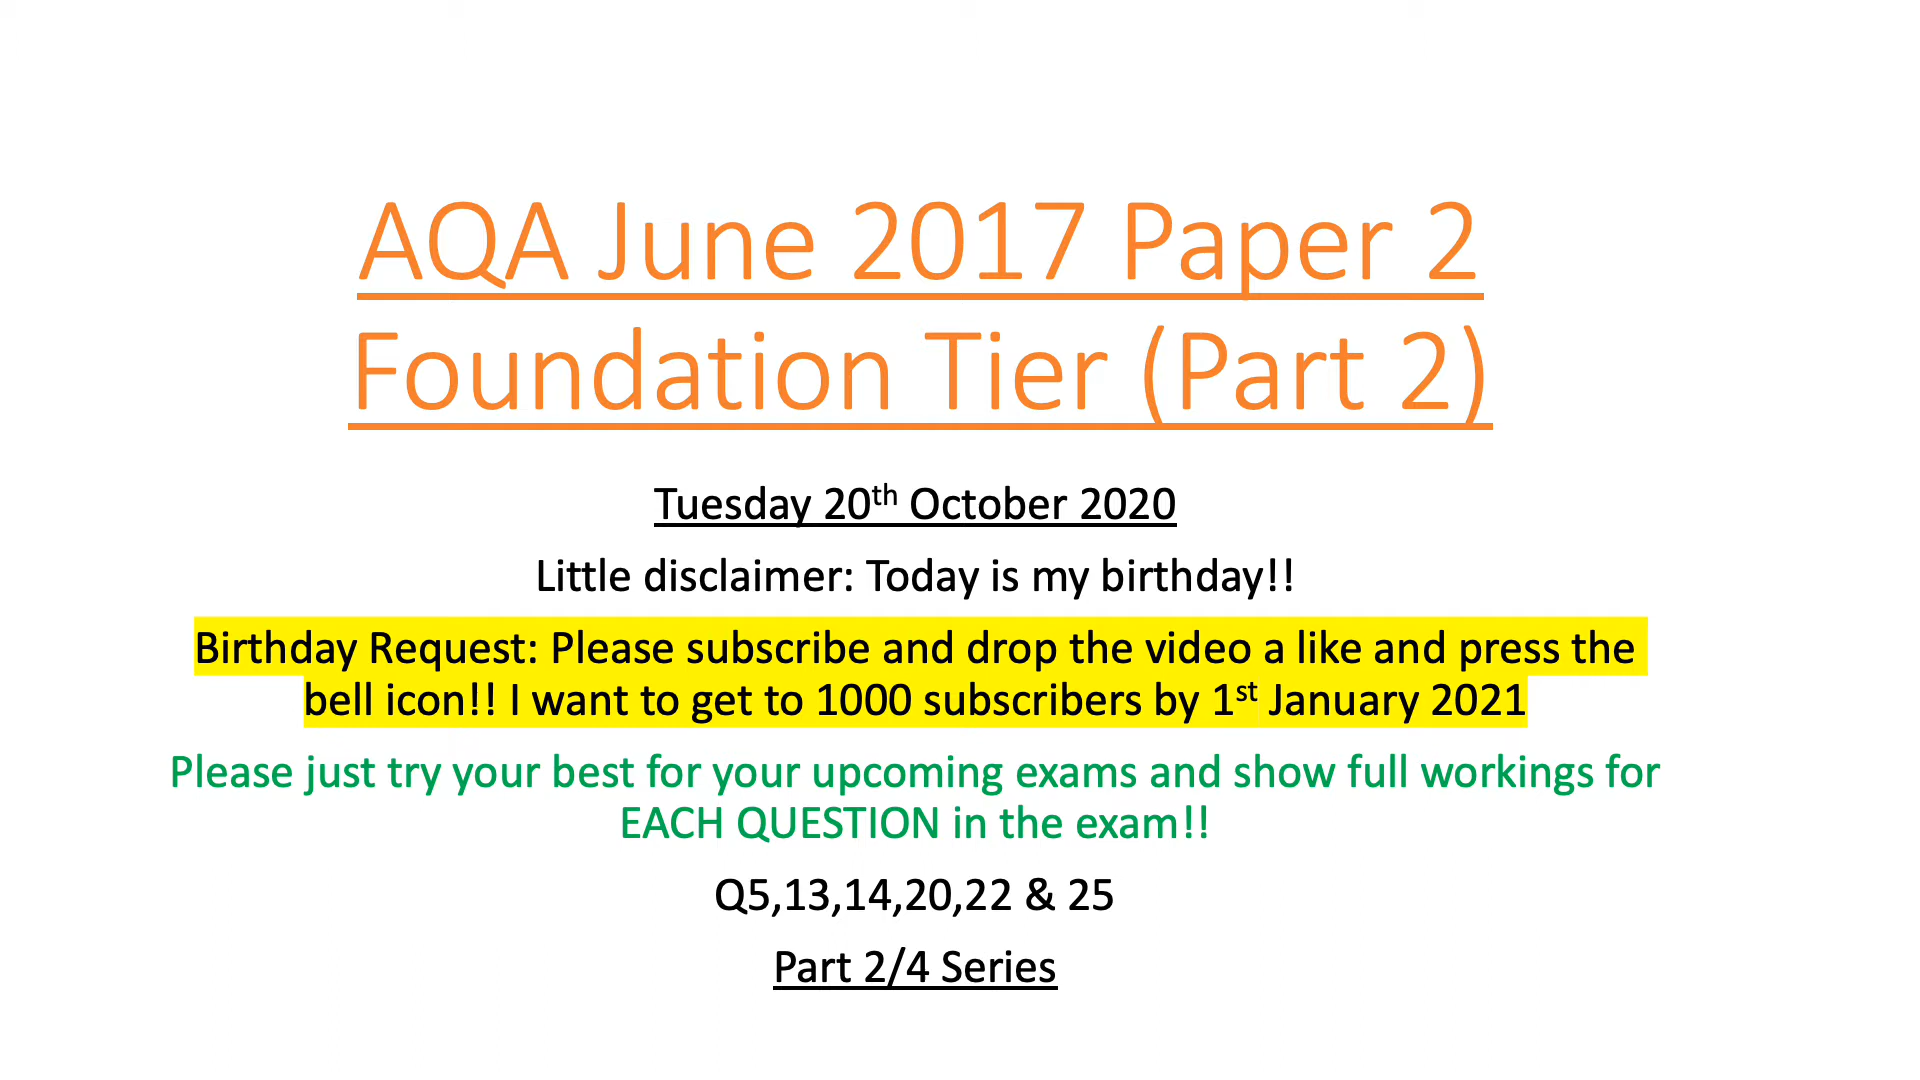 AQA June 2017 Paper 2
Foundation Tier (Part 2)
Tuesday 20th October 2020
Little disclaimer: Today is my birthday!!
Birthday Request: Please subscribe and drop the video a like and press the
bell icon!! I want to get to 1000 subscribers by 1st January 2021
Please just try your best for your upcoming exams and show full workings for
EACH QUESTION in the exam!!
Q5,13,14,20,22 & 25
Part 2/4 Series